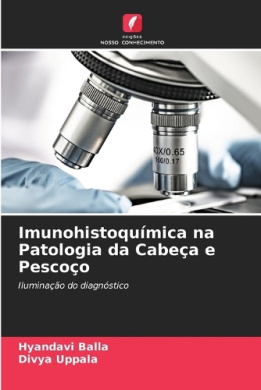 edições
NOSSO CONHECIMENTO
40X/0.65
160/0.17
Imunohistoquímica na
Patologia da Cabeça e
Pescoço
Iluminação do diagnóstico
Hyandavi Balla
Divya Uppala